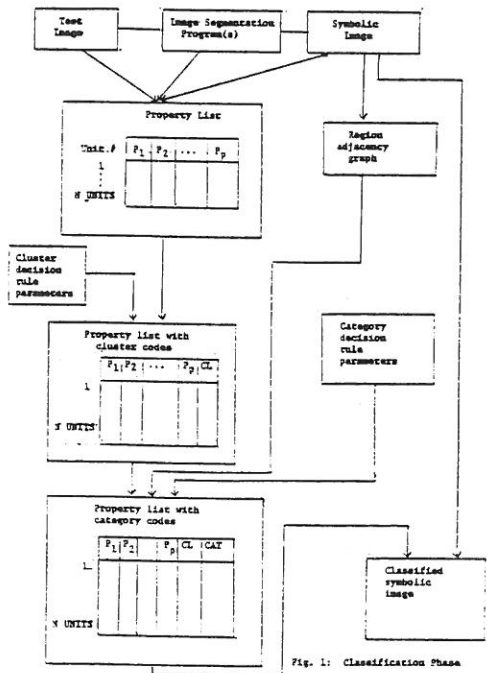 Test
Image
Image Segmentation
Program(s)
Symbolic
Image
Property List
Unit # P1 P2 ... Pp
1
N UNITS
Region
adjacency
graph
Cluster
decision
rule
parameters
Property list with
cluster codes
P1 P2 ... Pp CL
1
N UNITS
Category
decision
rule
parameters
Property list with
category codes
P1 P2 Pp CL CAT
1
N UNITS
Classified
symbolic
image
Fig. 1: Classification Phase